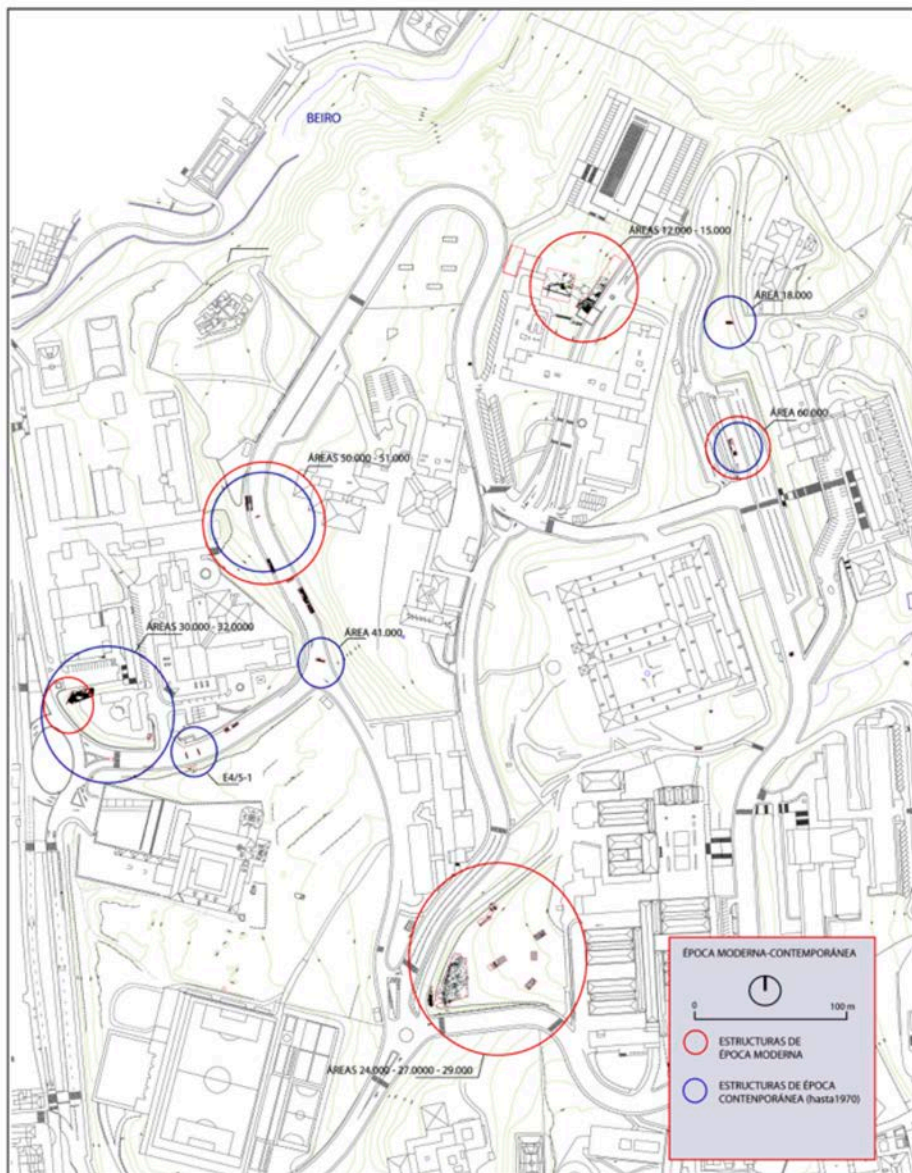 BEIRO
ÁREAS 12.000 - 15.000
ÁREA 18.000
ÁREA 60.000
ÁREAS 50.000 - 51.000
ÁREAS 30.000 - 32.0000
ÁREA 41.000
E4/5-1
ÁREAS 24.000 - 27.0000 - 29.000
ÉPOCA MODERNA-CONTEMPORÁNEA
0 100 m
ESTRUCTURAS DE
ÉPOCA MODERNA
ESTRUCTURAS DE ÉPOCA
CONTENPORÁNEA (hasta1970)